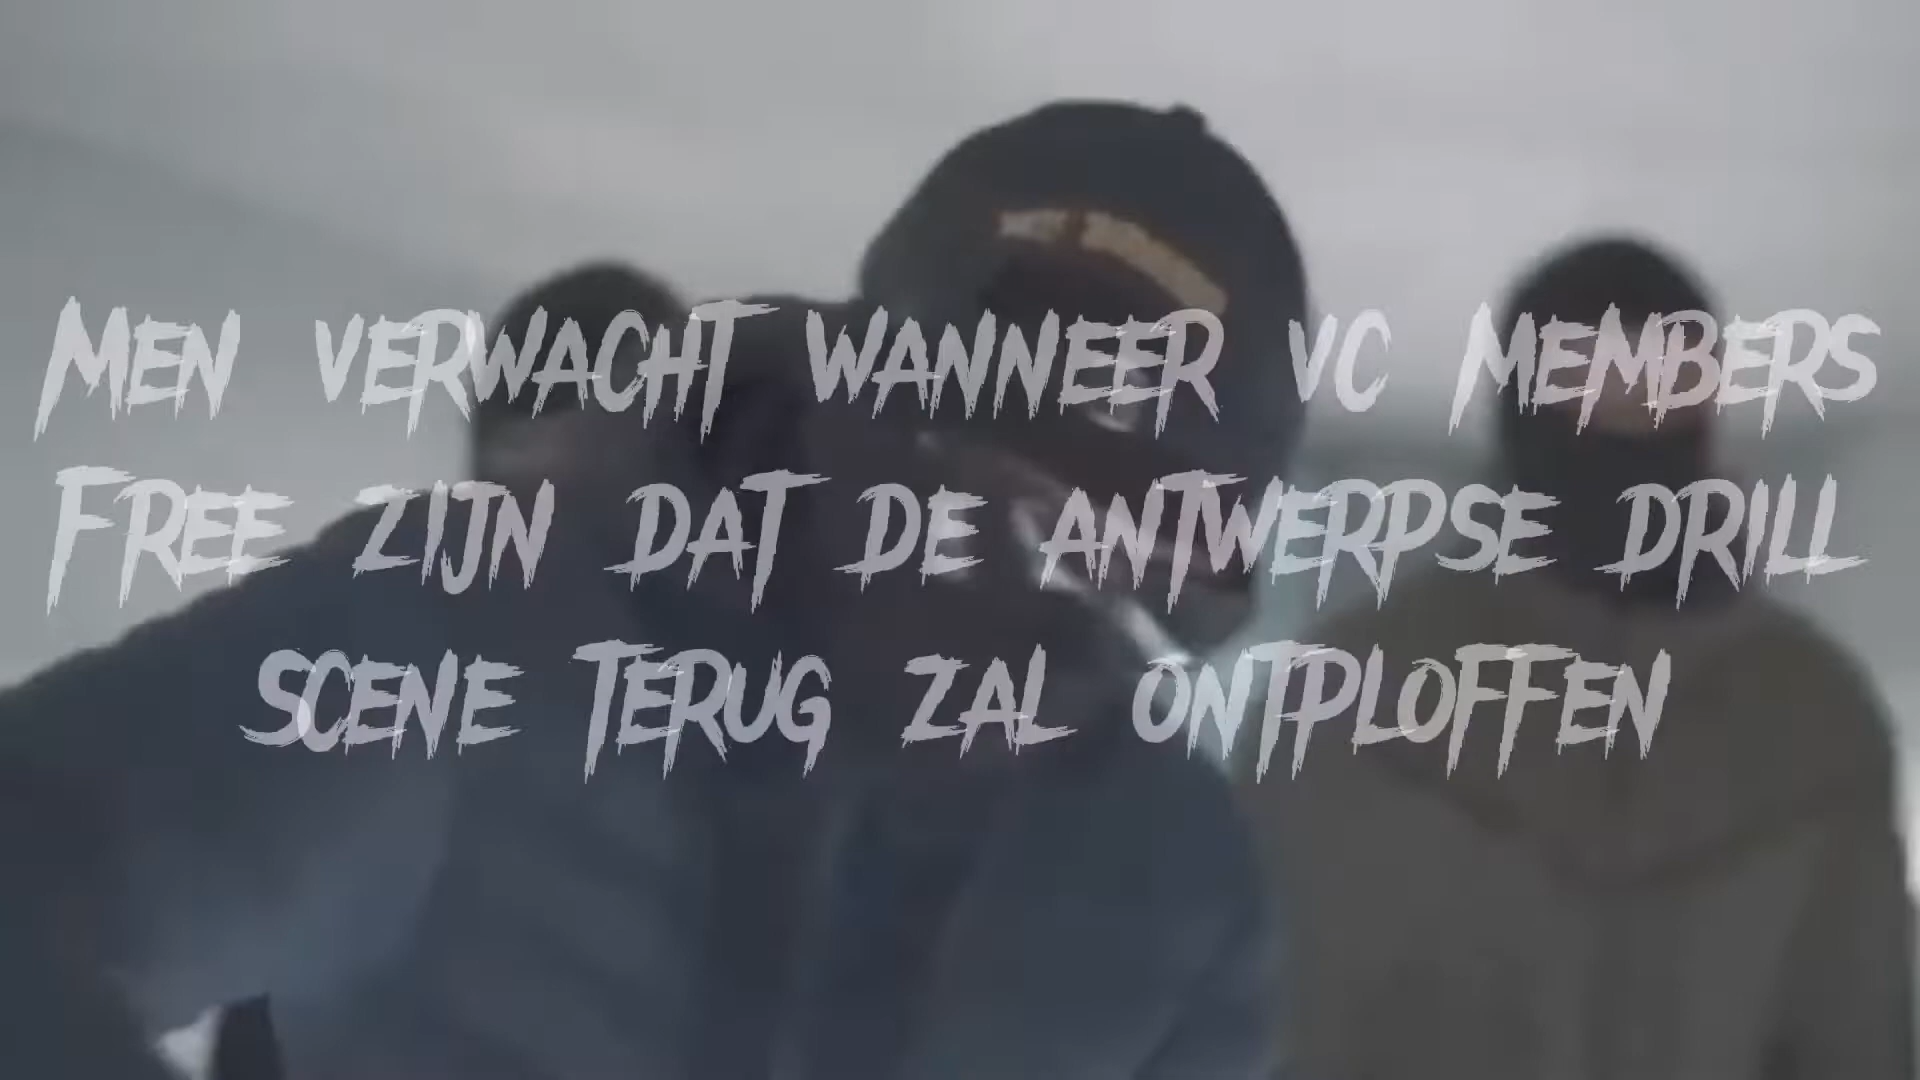 MEN VERWACHT WANNEER VC MEMBERS
FREE ZIJN DAT DE ANTWERPSE DRILL
SCENE TERUG ZAL ONTPLOFFEN